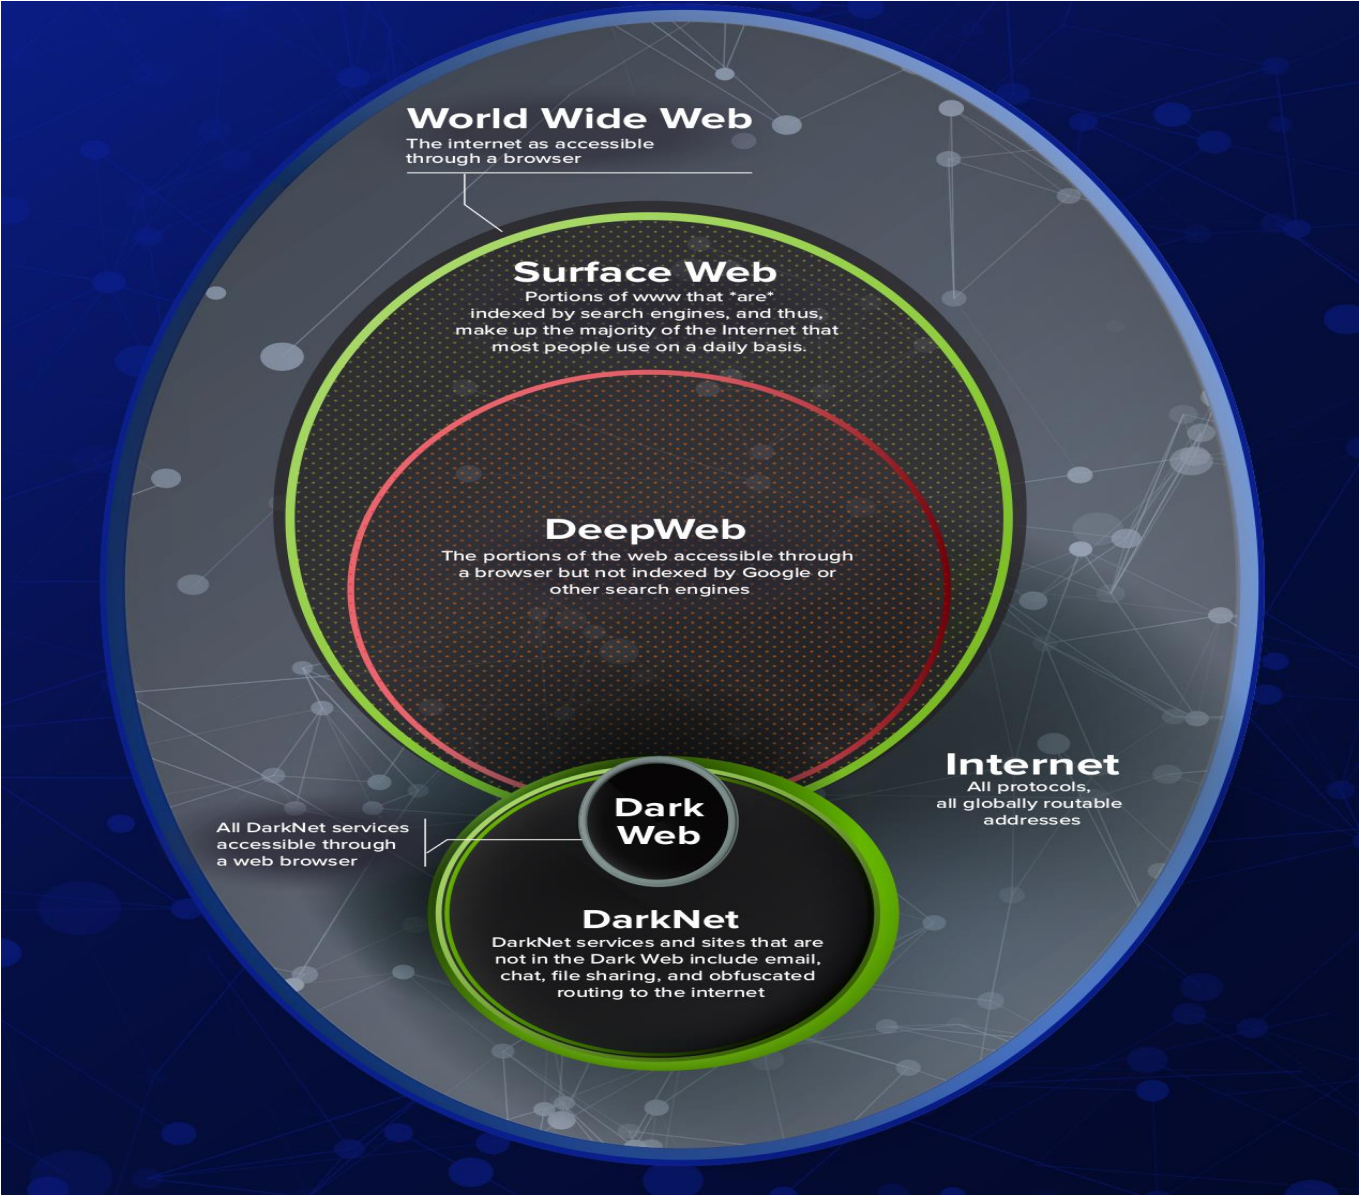 World Wide Web
The internet as accessible
through a browser
Surface Web
Portions of www that *are*
indexed by search engines, and thus,
make up the majority of the Internet that
most people use on a daily basis.
DeepWeb
The portions of the web accessible through
a browser but not indexed by Google or
other search engines
Internet
All protocols,
all globally routable
addresses
Dark
Web
All DarkNet services
accessible through
a web browser
DarkNet
DarkNet services and sites that are
not in the Dark Web include email,
chat, file sharing, and obfuscated
routing to the internet